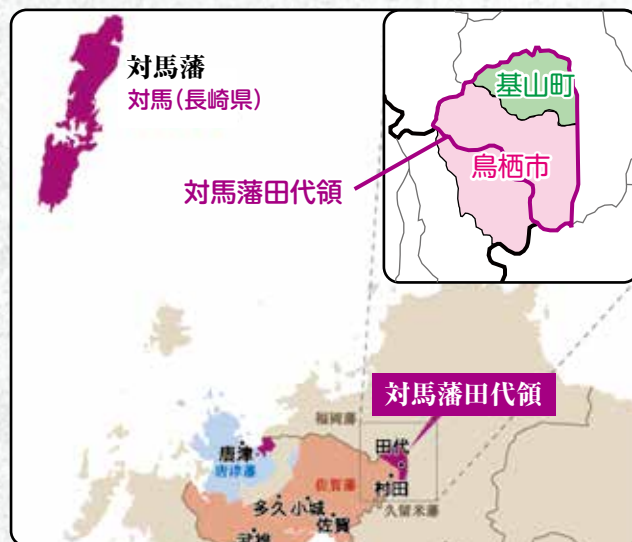 対馬藩
対馬(長崎県)
基山町
鳥栖市
対馬藩田代領
対馬藩田代領
福岡藩
唐津
唐津藩
田代
佐賀藩
村田
多久
小城
久留米藩
佐賀
武雄